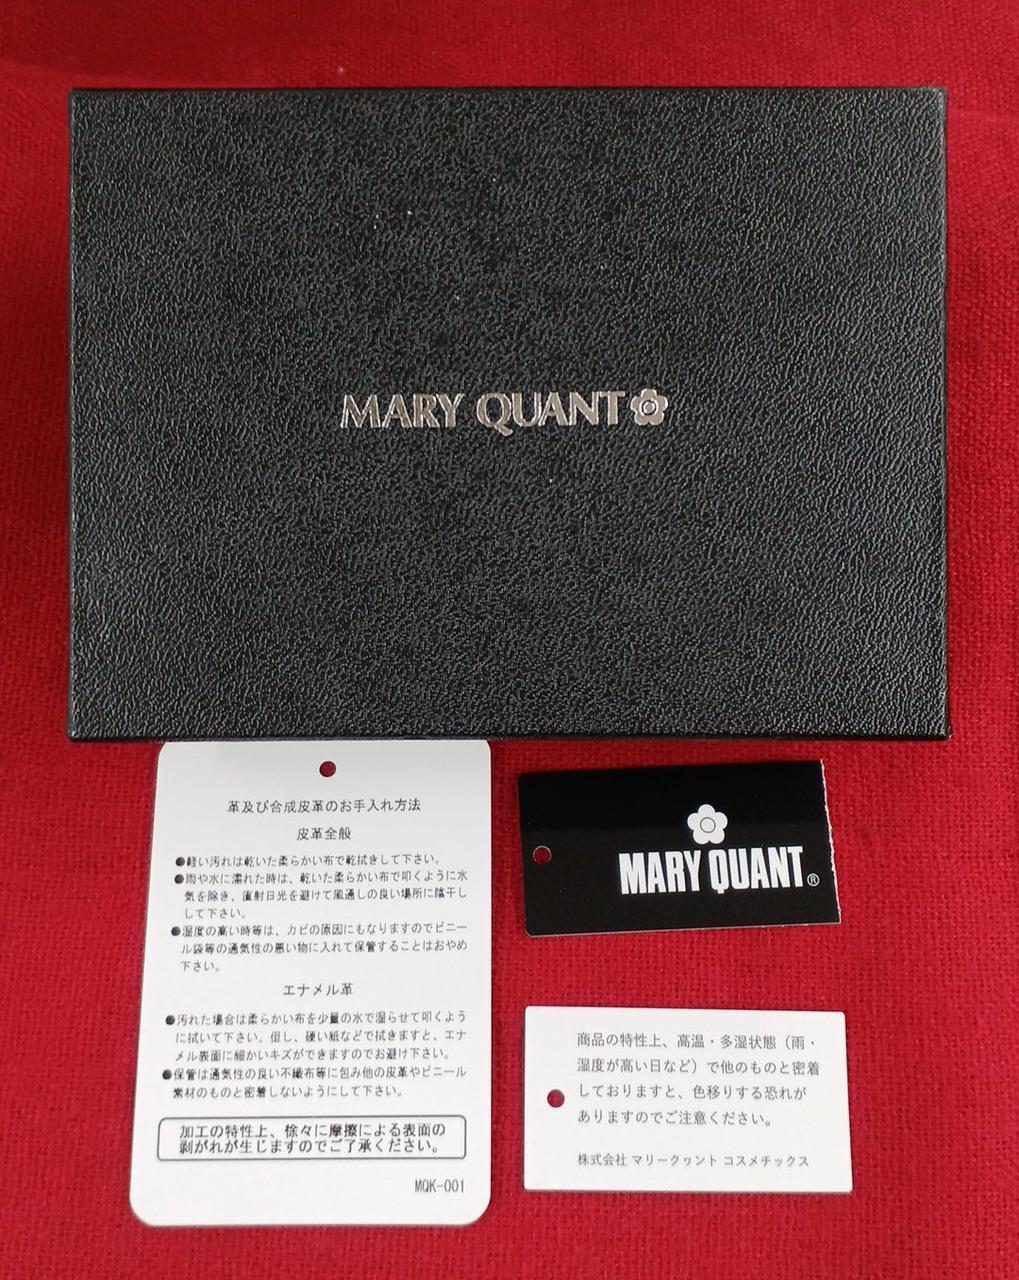 MARY QUANT
革及び合成皮革のお手入れ方法
皮革全般
●軽い汚れは乾いた柔らかい布で乾拭きして下さい。
●雨や水に濡れた時は、乾いた柔らかい布で叩くように水
気を除き、直射日光を避けて風通しの良い場所に陰干し
して下さい。
●湿度の高い時等は、カビの原因にもなりますのでビニー
ル袋等の通気性の悪い物に入れて保管することはおやめ
下さい。
エナメル革
●汚れた場合は柔らかい布を少量の水で湿らせて叩くよう
に拭いて下さい。但し、硬い紙などで拭きますと、エナ
メル表面に細かいキズができますのでお避け下さい。
●保管は通気性の良い不織布等に包み他の皮革やビニール
素材のものと密着しないようにして下さい。
加工の特性上、徐々に摩擦による表面の
剥がれが生じますのでご了承ください。
MQK-001
MARY QUANT®
商品の特性上、高温・多湿状態（雨・
湿度が高い日など）で他のものと密着
しておりますと、色移りする恐れが
ありますのでご注意ください。
株式会社 マリークヮント コスメチックス